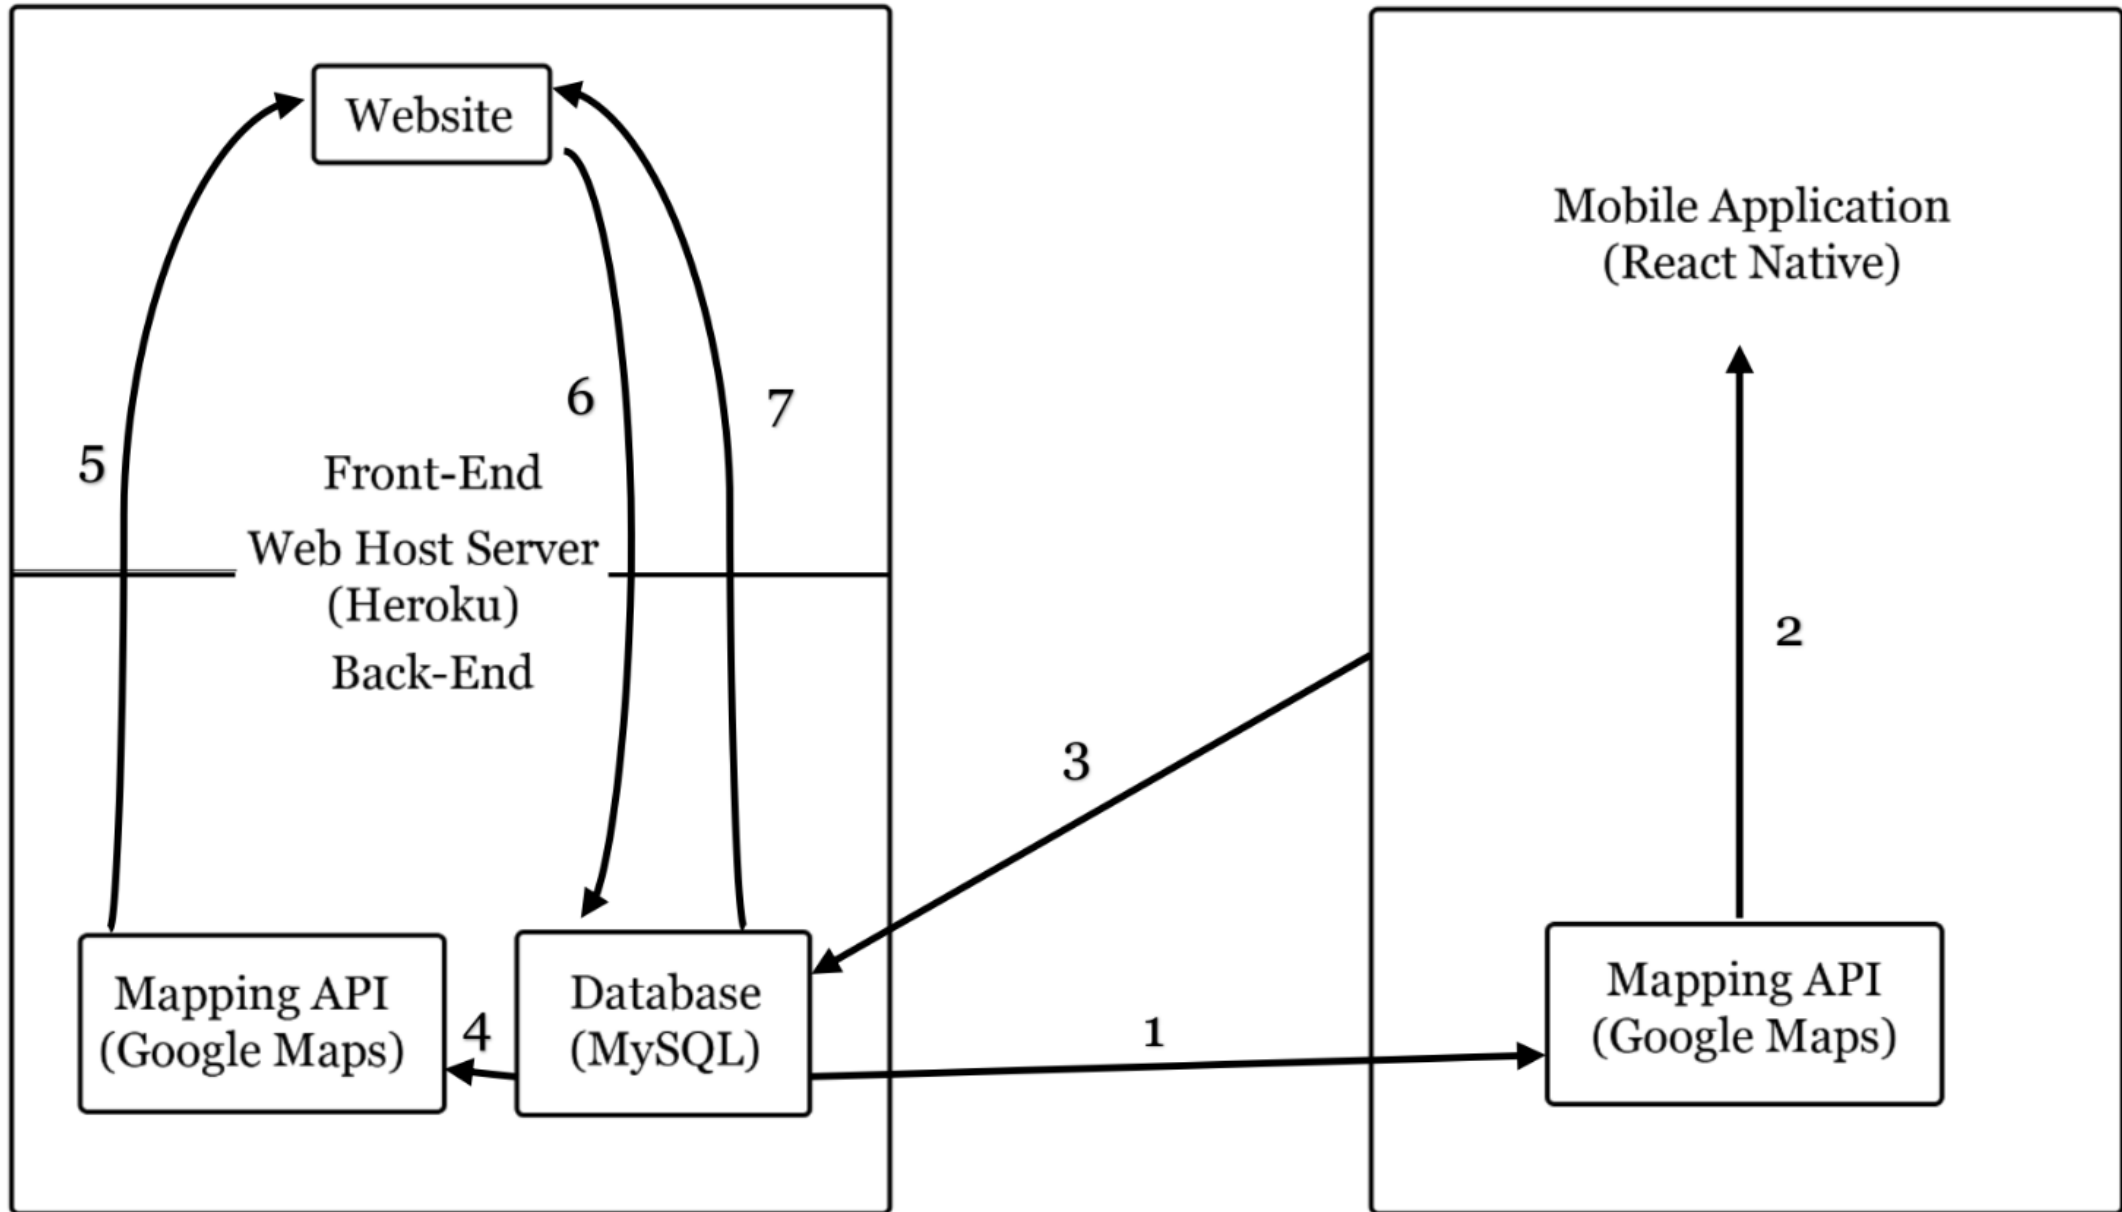 Website
Mobile Application
(React Native)
6
7
5
Front-End
Web Host Server
(Heroku)
Back-End
2
3
Mapping API
(Google Maps)
4
Database
(MySQL)
1
Mapping API
(Google Maps)